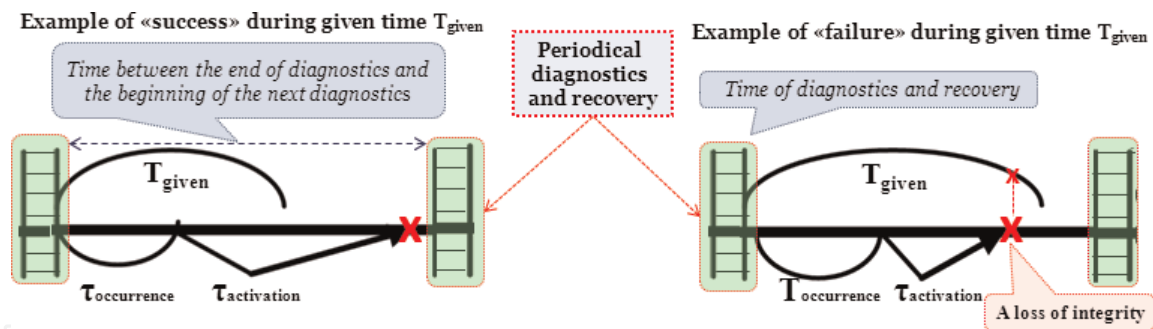 Example of «success» during given time Tgiven
Time between the end of diagnostics and
the beginning of the next diagnostics
Tgiven
τoccurrence
τactivation
Periodical
diagnostics
and recovery
Example of «failure» during given time Tgiven
Time of diagnostics and recovery
Tgiven
Toccurrence
τactivation
A loss of integrity